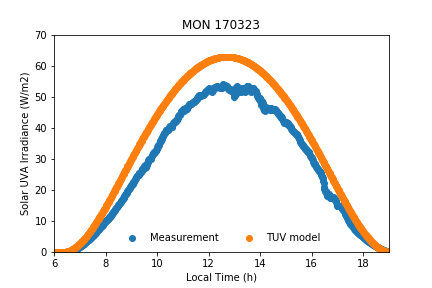 MON 170323
Solar UVA Irradiance (W/m2)
70
60
50
40
30
20
10
0
Measurement TUV model
6 8 10 12 14 16 18
Local Time (h)